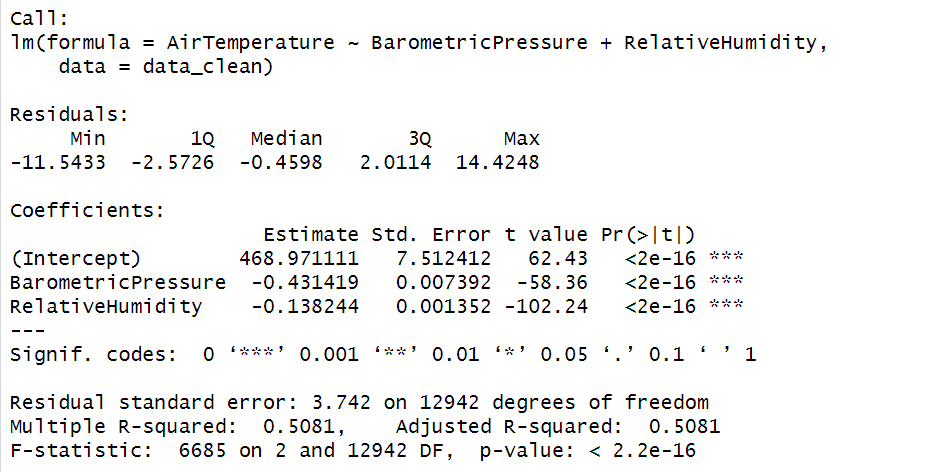 Call:
lm(formula = AirTemperature ~ BarometricPressure + RelativeHumidity,
    data = data_clean)

Residuals:
     Min       1Q   Median       3Q      Max
-11.5433  -2.5726  -0.4598   2.0114  14.4248

Coefficients:
                     Estimate Std. Error t value Pr(>|t|)
(Intercept)        468.971111   7.512412   62.43   <2e-16 ***
BarometricPressure  -0.431419   0.007392  -58.36   <2e-16 ***
RelativeHumidity    -0.138244   0.001352 -102.24   <2e-16 ***
---
Signif. codes:  0 ‘***’ 0.001 ‘**’ 0.01 ‘*’ 0.05 ‘.’ 0.1 ‘ ’ 1

Residual standard error: 3.742 on 12942 degrees of freedom
Multiple R-squared:  0.5081,	Adjusted R-squared:  0.5081
F-statistic:  6685 on 2 and 12942 DF,  p-value: < 2.2e-16